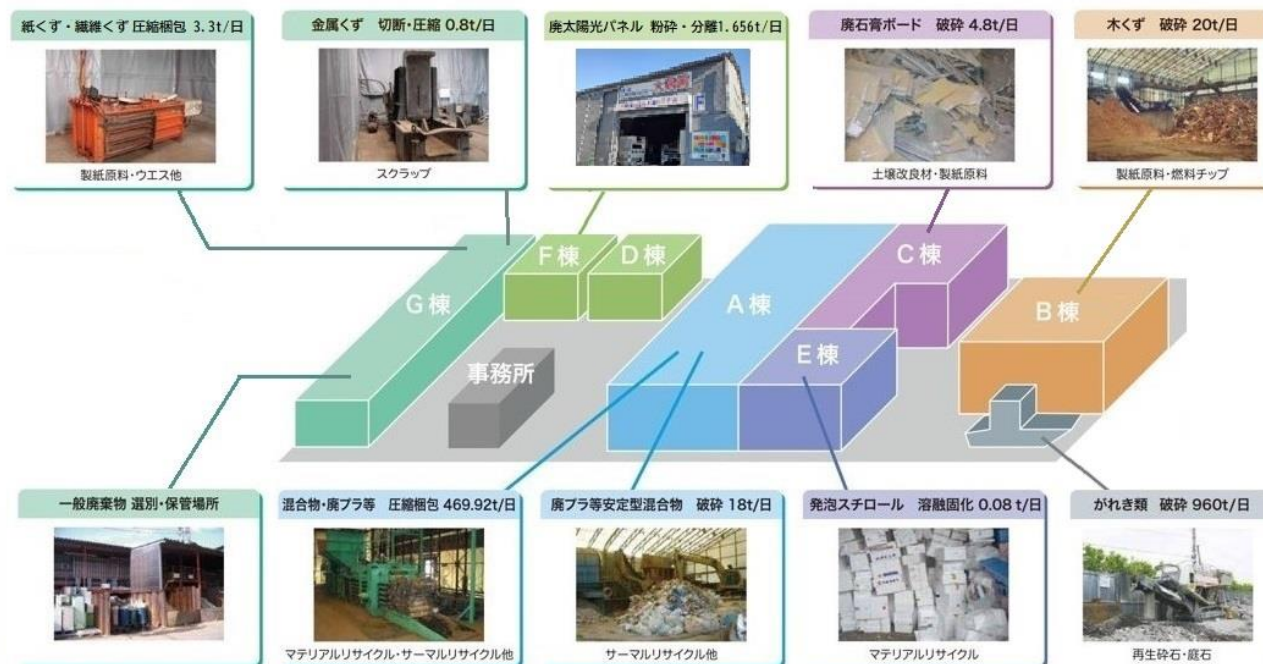 紙くず・繊維くず 圧縮梱包 3.3t/日
製紙原料・ウエス他
金属くず 切断・圧縮 0.8t/日
スクラップ
廃太陽光パネル 粉砕・分離1.656t/日
廃石膏ボード 破砕 4.8t/日
土壌改良材・製紙原料
木くず 破砕 20t/日
製紙原料・燃料チップ
F棟
D棟
C棟
G棟
A棟
B棟
E棟
事務所
一般廃棄物 選別・保管場所
混合物・廃プラ等 圧縮梱包 469.92t/日
マテリアルリサイクル・サーマルリサイクル他
廃プラ等安定型混合物 破砕 18t/日
サーマルリサイクル他
発泡スチロール 溶融固化 0.08t/日
マテリアルリサイクル
がれき類 破砕 960t/日
再生砕石・庭石